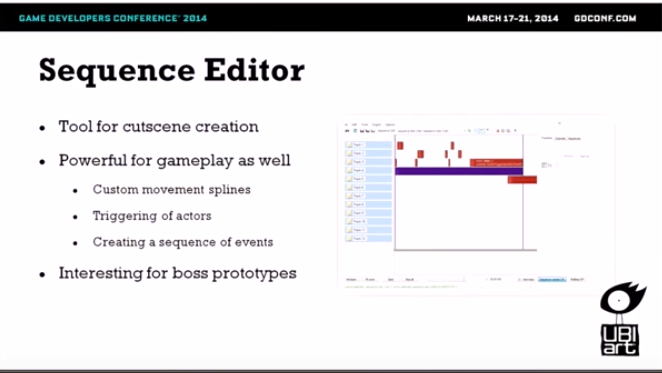 GAME DEVELOPERS CONFERENCE® 2014
MARCH 17-21, 2014 GDCONF.COM
Sequence Editor
• Tool for cutscene creation
• Powerful for gameplay as well
• Custom movement splines
• Triggering of actors
• Creating a sequence of events
• Interesting for boss prototypes
UBI
art